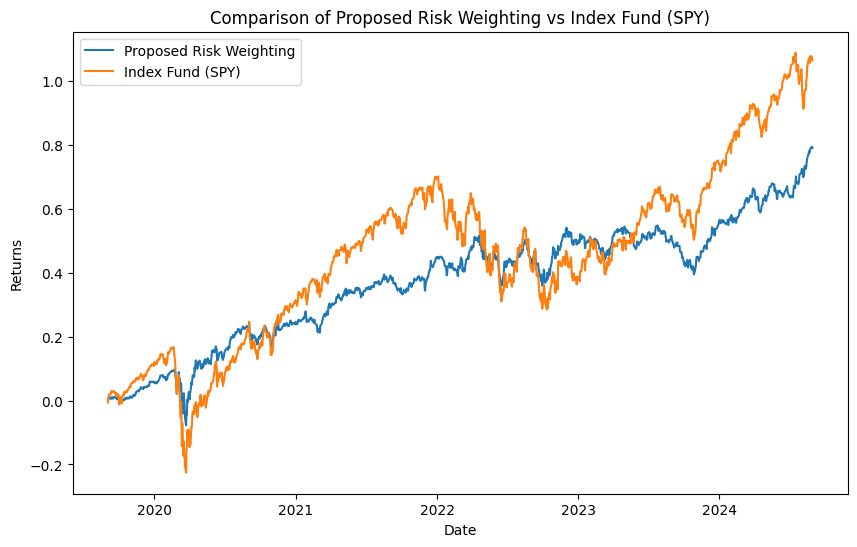 Comparison of Proposed Risk Weighting vs Index Fund (SPY)
Proposed Risk Weighting
Index Fund (SPY)
Returns
1.0
0.8
0.6
0.4
0.2
0.0
−0.2
2020 2021 2022 2023 2024
Date